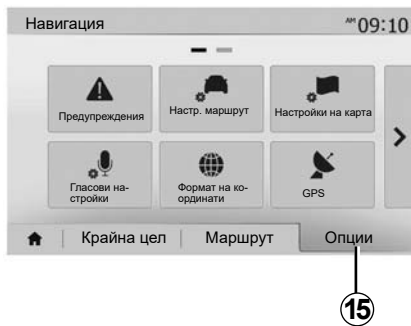 Навигация
AM 09:10
Предупреждения
Настр. маршрут
Настройки на карта
Гласови на-
стройки
Формат на ко-
ординати
GPS
Крайна цел
Маршрут
Опции
15